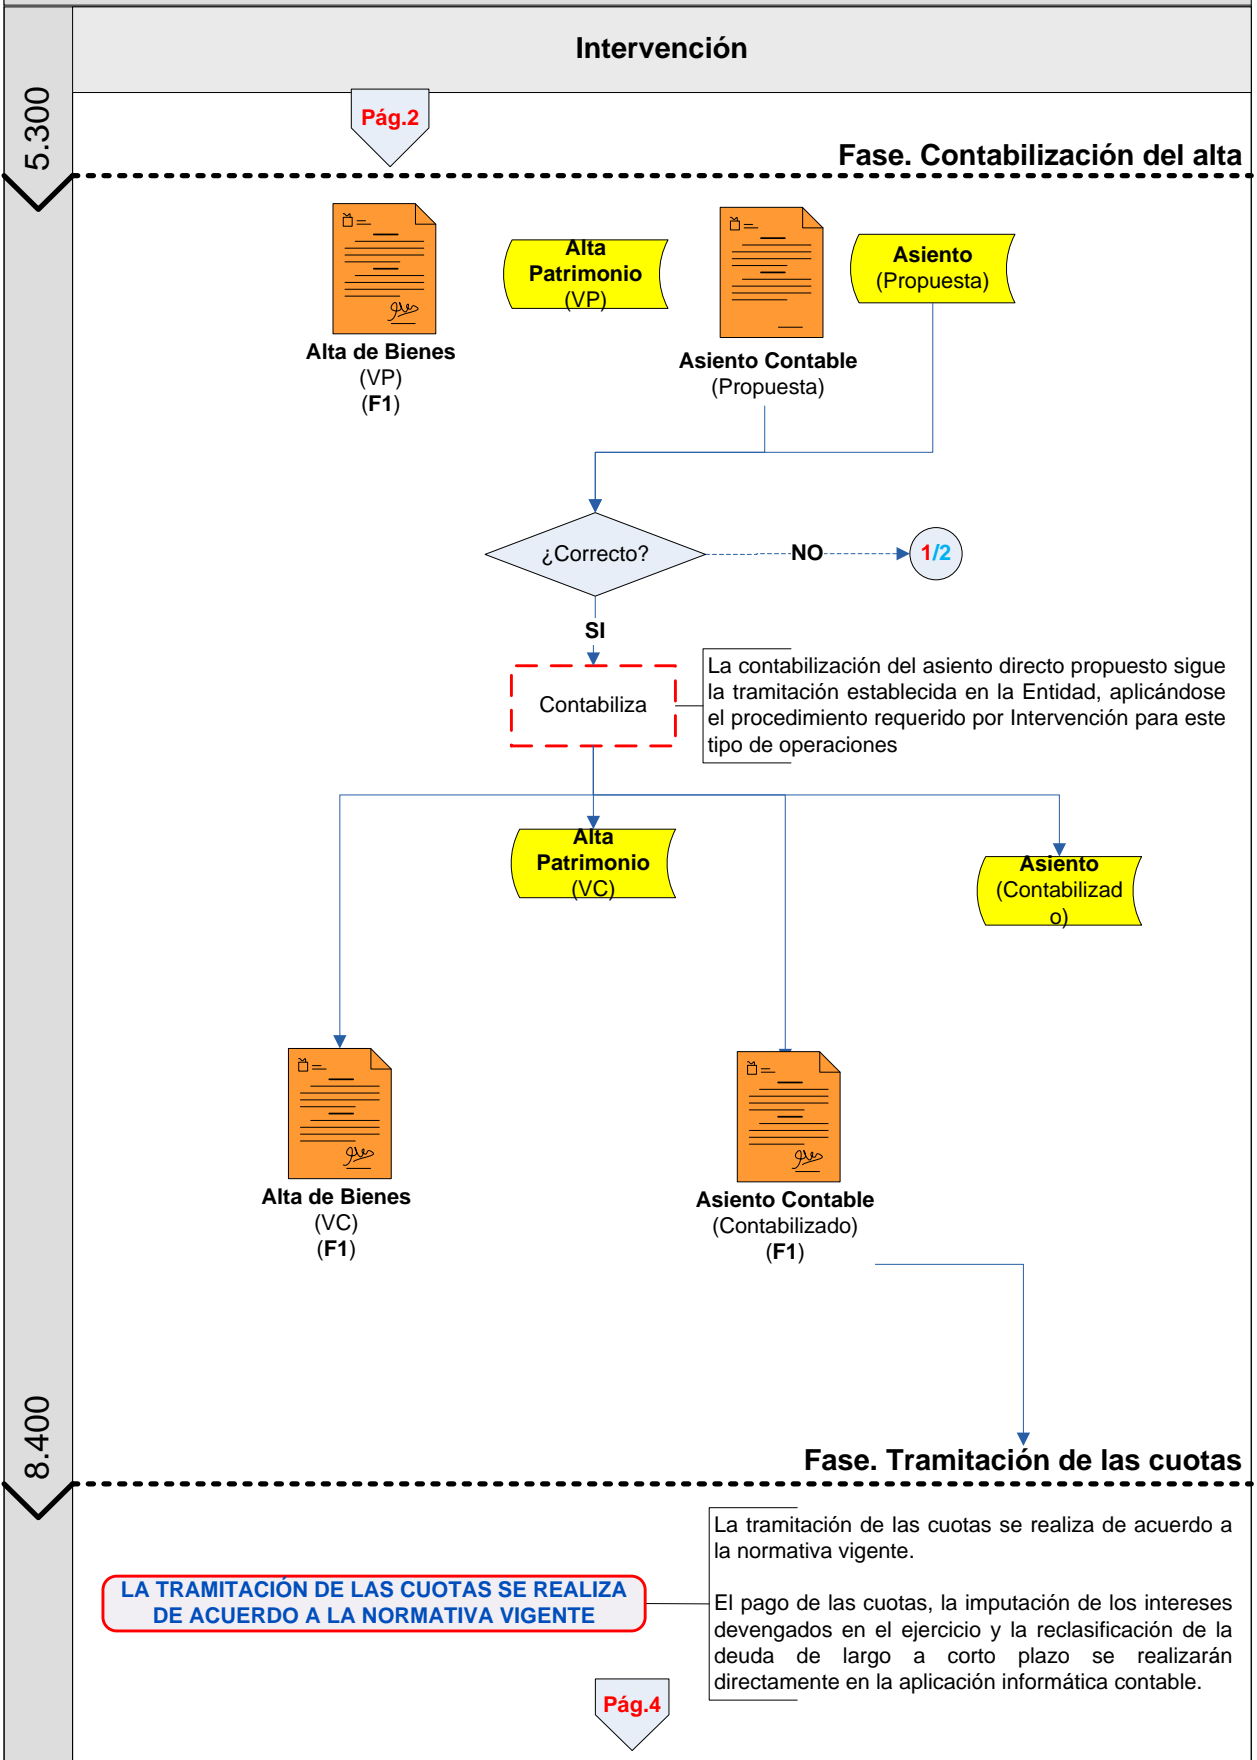 Intervención
5.300
Pág.2
Fase. Contabilización del alta
Alta de Bienes
(VP)
(F1)
Alta
Patrimonio
(VP)
Asiento Contable
(Propuesta)
Asiento
(Propuesta)
¿Correcto?
NO
1/2
SI
Contabiliza
La contabilización del asiento directo propuesto sigue
la tramitación establecida en la Entidad, aplicándose
el procedimiento requerido por Intervención para este
tipo de operaciones
Alta
Patrimonio
(VC)
Asiento
(Contabilizad
o)
Alta de Bienes
(VC)
(F1)
Asiento Contable
(Contabilizado)
(F1)
8.400
Fase. Tramitación de las cuotas
LA TRAMITACIÓN DE LAS CUOTAS SE REALIZA
DE ACUERDO A LA NORMATIVA VIGENTE
La tramitación de las cuotas se realiza de acuerdo a
la normativa vigente.
El pago de las cuotas, la imputación de los intereses
devengados en el ejercicio y la reclasificación de la
deuda de largo a corto plazo se realizarán
directamente en la aplicación informática contable.
Pág.4